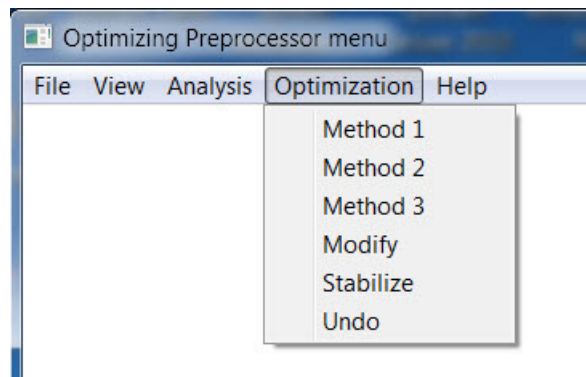 Optimizing Preprocessor menu
File View Analysis Optimization Help
Method 1
Method 2
Method 3
Modify
Stabilize
Undo